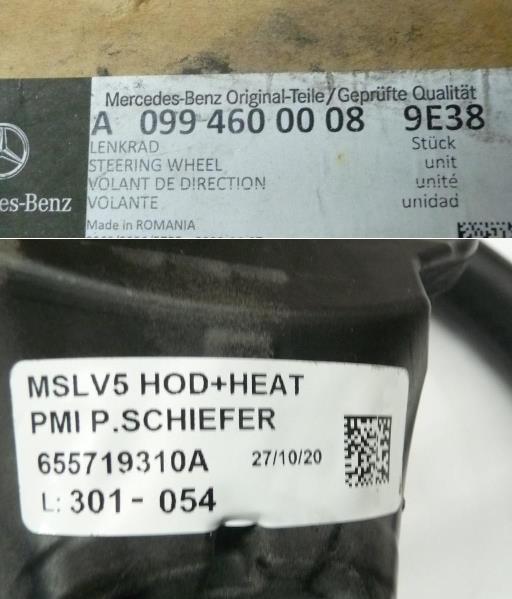 Mercedes-Benz Original-Teile/Geprüfte Qualität
A 099 460 00 08 9E38
LENKRAD Stück
STEERING WHEEL unit
VOLANT DE DIRECTION unité
VOLANTE unidad
es-Benz
Made in ROMANIA
MSLV5 HOD+HEAT
PMI P.SCHIEFER
655719310A 27/10/20
L: 301- 054